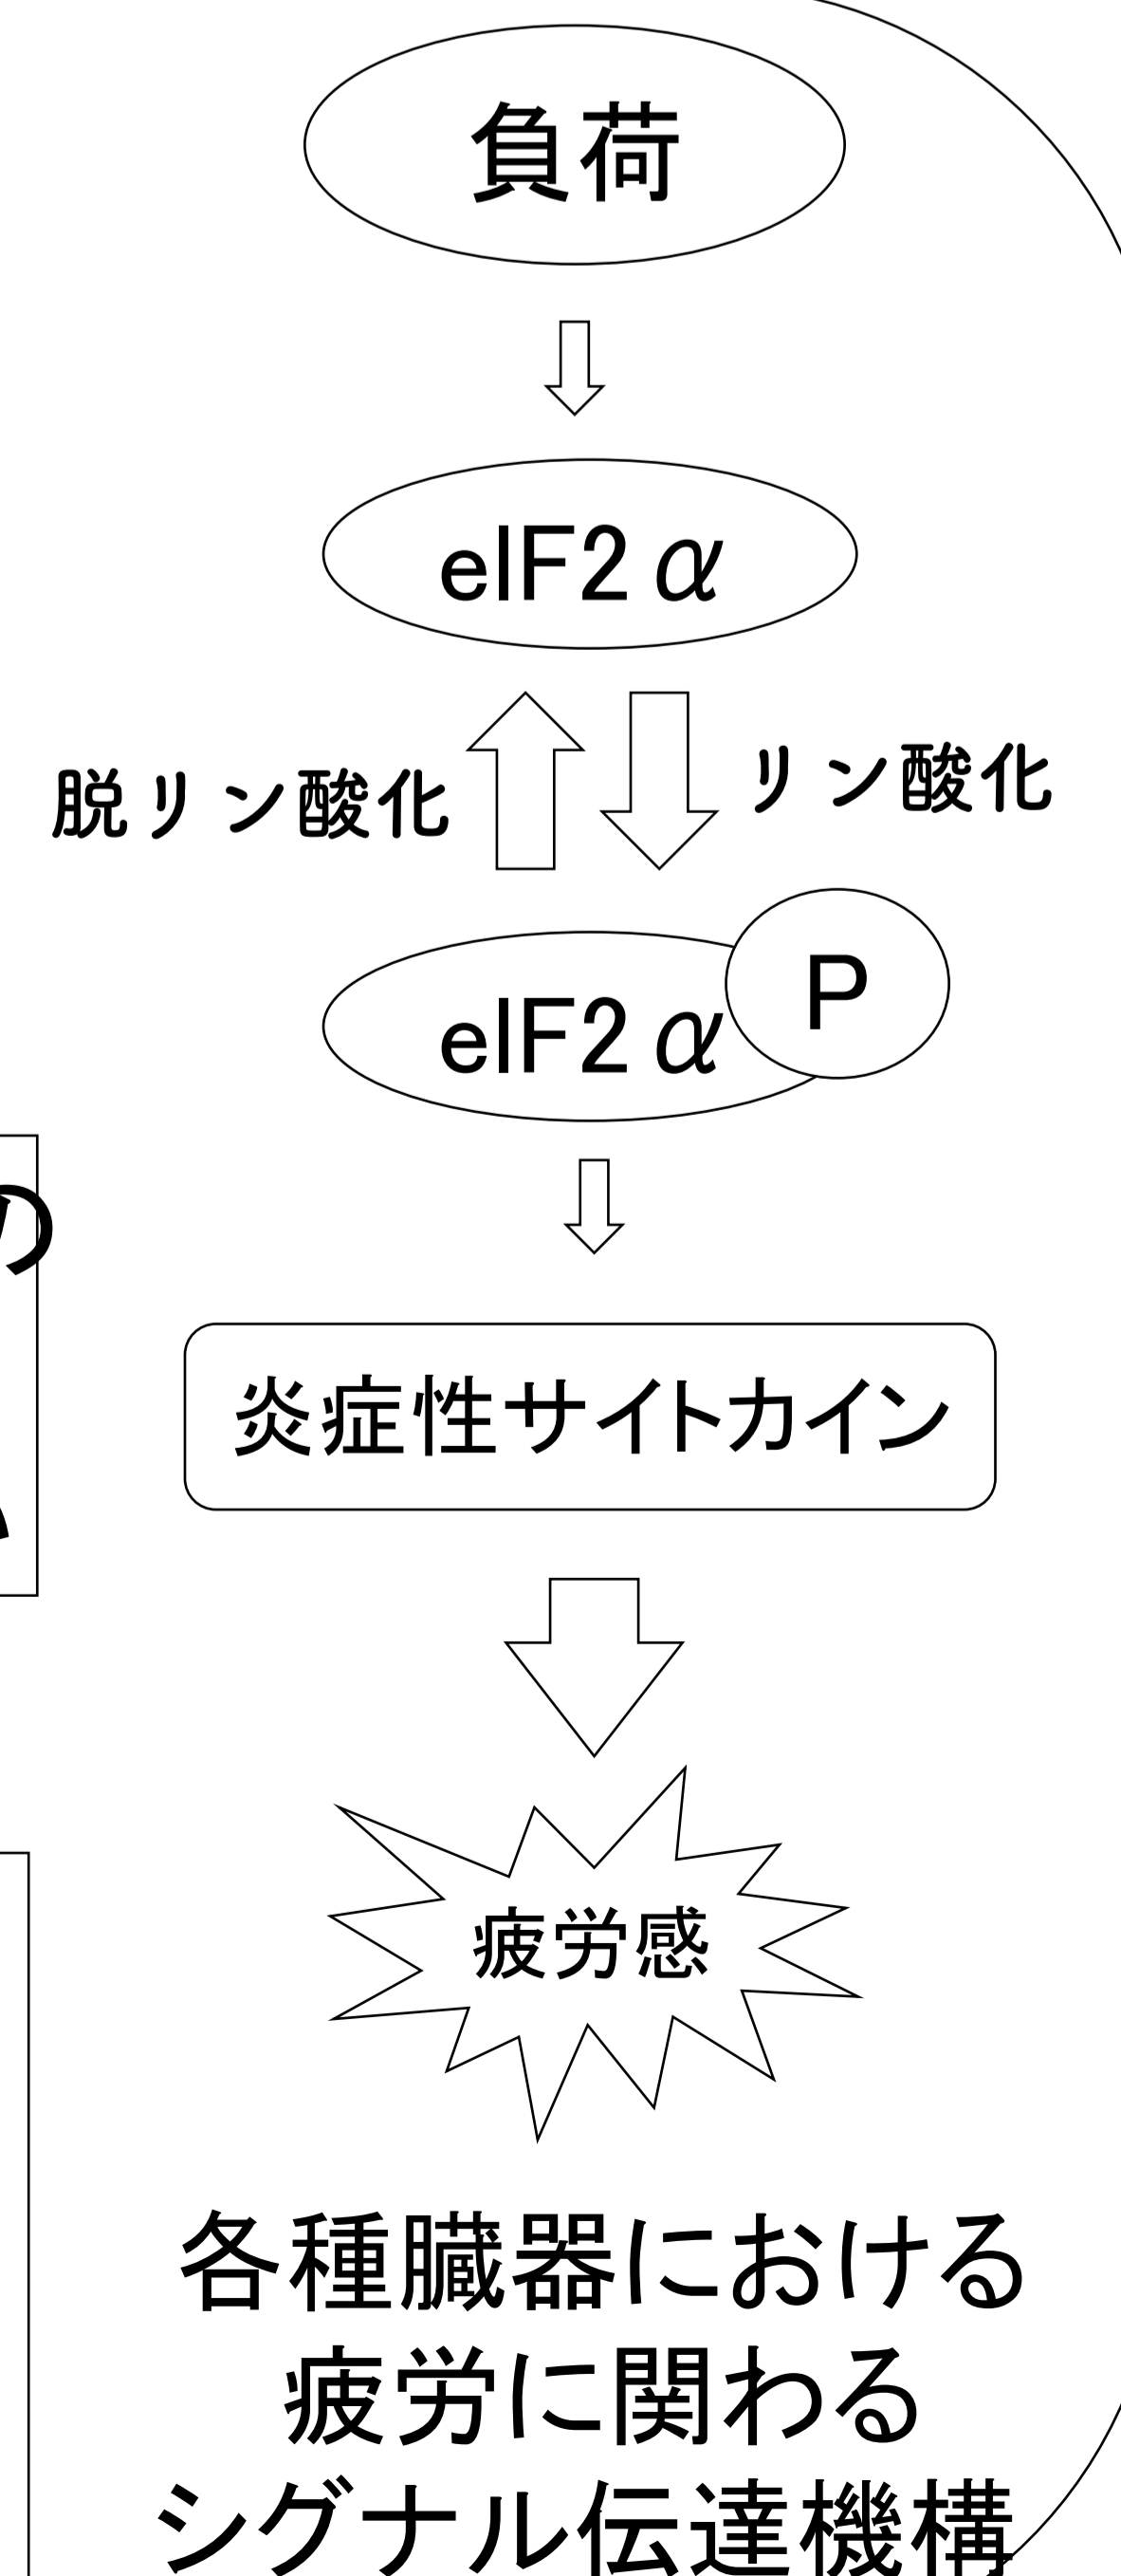 負荷
eIF2α
脱リン酸化
リン酸化
eIF2α
P
の
炎症性サイトカイン
疲労感
各種臓器における
疲労に関わる
シグナル伝達機構